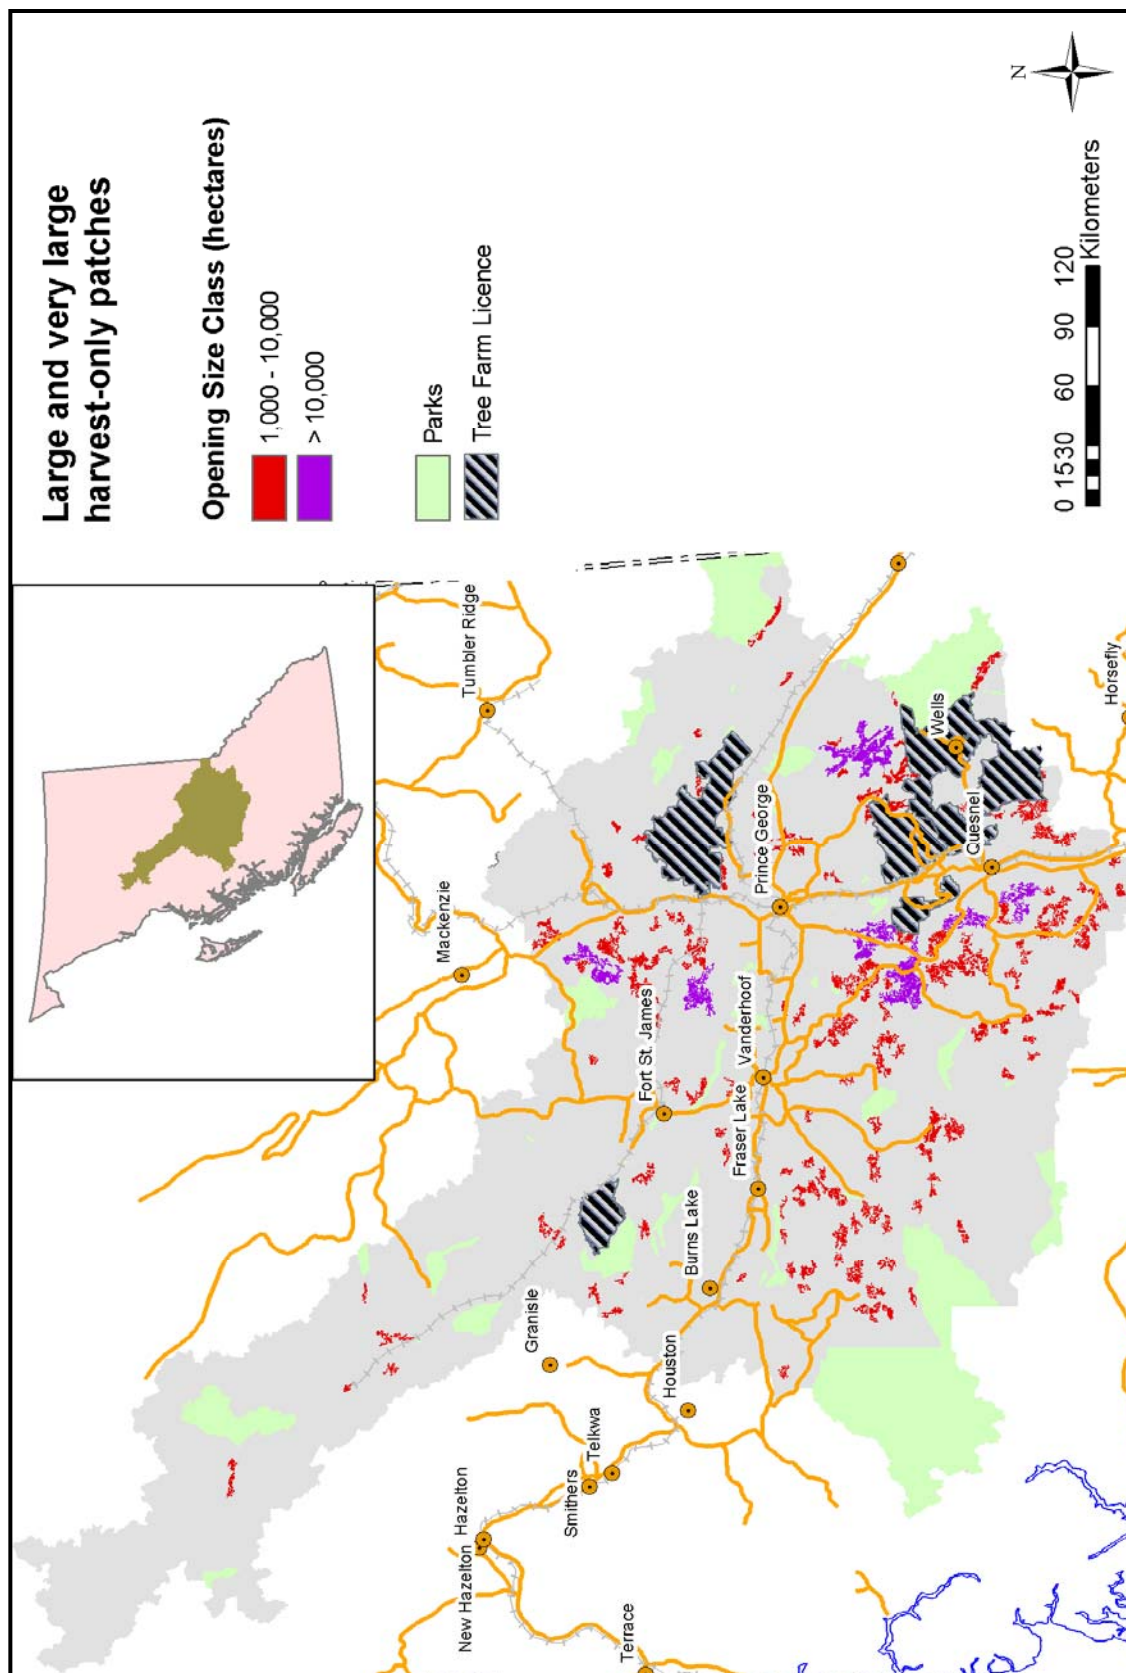 Large and very large
harvest-only patches
Opening Size Class (hectares)
1,000 - 10,000
> 10,000
Parks
Tree Farm Licence
N
0 15 30 60 90 120
Kilometers
Tumbler Ridge
Mackenzie
Fort St. James
Prince George
Vanderhoof
Fraser Lake
Burns Lake
Granisle
Houston
Telkwa
Smithers
Hazelton
New Hazelton
Terrace
Wells
Quesnel
Horsefly